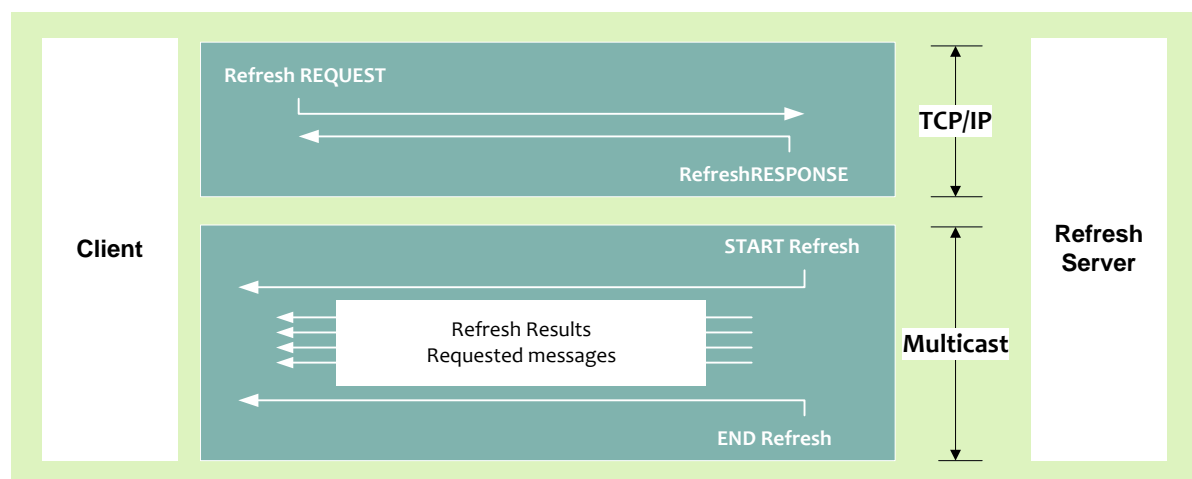 Refresh REQUEST
RefreshRESPONSE
TCP/IP
Client
START Refresh
Refresh Results
Requested messages
END Refresh
Multicast
Refresh
Server